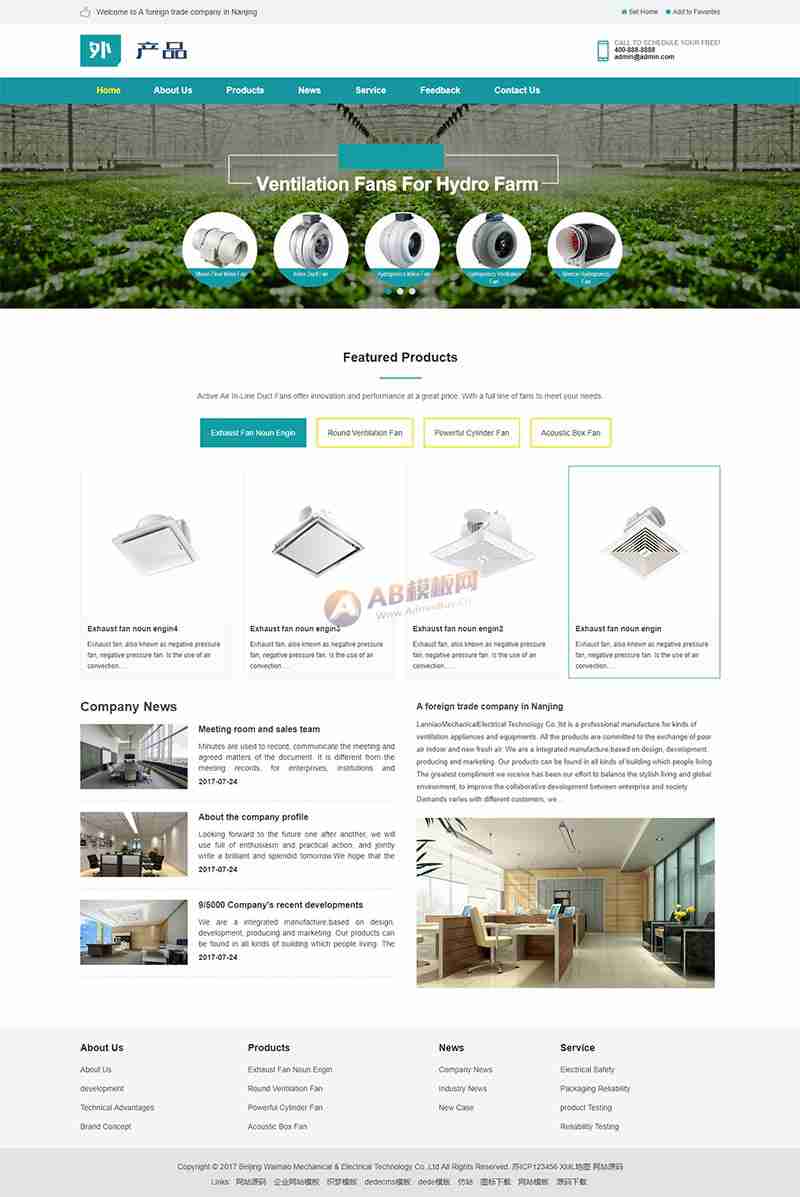 Welcome to A foreign trade company in Nanjing
Set Home
Add to Favorites
外 产品
CALL TO SCHEDULE YOUR FREE!
400-888-8888
admin@admin.com
Home About Us Products News Service Feedback Contact Us
Ventilation Fans For Hydro Farm
Mixed Flow Inline Fan
Inline Duct Fan
Hydroponics Inline Fan
Hydroponics Ventilation Fan
Hydroponics Fan
Featured Products
Active Air In-Line Duct Fans offer innovation and performance at a great price. With a full line of fans to meet your needs.
Exhaust Fan Noun Engin
Round Ventilation Fan
Powerful Cylinder Fan
Acoustic Box Fan
AB模板网
Www.AdminBuy.Cn
Exhaust fan noun engin4
Exhaust fan, also known as negative pressure
fan, negative pressure fan. Is the use of air
convection....
Exhaust fan noun engin3
Exhaust fan, also known as negative pressure
fan, negative pressure fan. Is the use of air
convection....
Exhaust fan noun engin2
Exhaust fan, also known as negative pressure
fan, negative pressure fan. Is the use of air
convection....
Exhaust fan noun engin
Exhaust fan, also known as negative pressure
fan, negative pressure fan. Is the use of air
convection....
Company News
Meeting room and sales team
Minutes are used to record, communicate the meeting and
agreed matters of the document. It is different from the
meeting records, for enterprises, institutions and
2017-07-24
About the company profile
Looking forward to the future one after another, we will
use full of enthusiasm and practical action, and jointly
write a brilliant and splendid tomorrow.We hope that the
2017-07-24
9/5000 Company's recent developments
We are a integrated manufacture,based on design,
development, producing and marketing. Our products can
be found in all kinds of building which people living. The
2017-07-24
A foreign trade company in Nanjing
LanniaoMechanicalElectrical Technology Co.,ltd is a professional manufacture for kinds of
ventilation appliances and equipments. All the products are committed to the exchange of poor
air indoor and new fresh air. We are a integrated manufacture,based on design, development,
producing and marketing. Our products can be found in all kinds of building which people living.
The greatest compliment we receive has been our effort to balance the stylish living and global
environment, to improve the collaborative development between enterprise and society.
Demands varies with different customers, we...
About Us
About Us
development
Technical Advantages
Brand Concept
Products
Exhaust Fan Noun Engin
Round Ventilation Fan
Powerful Cylinder Fan
Acoustic Box Fan
News
Company News
Industry News
New Case
Service
Electrical Safety
Packaging Reliability
product Testing
Reliability Testing
Copyright © 2017 Beijing Waimao Mechanical & Electrical Technology Co.,Ltd All Rights Reserved. 苏ICP123456 XML地图 网站源码
Links: 网站源码 企业网站模板 织梦模板 dedecms模板 dede模板 仿站 图标下载 网站模板 源码下载